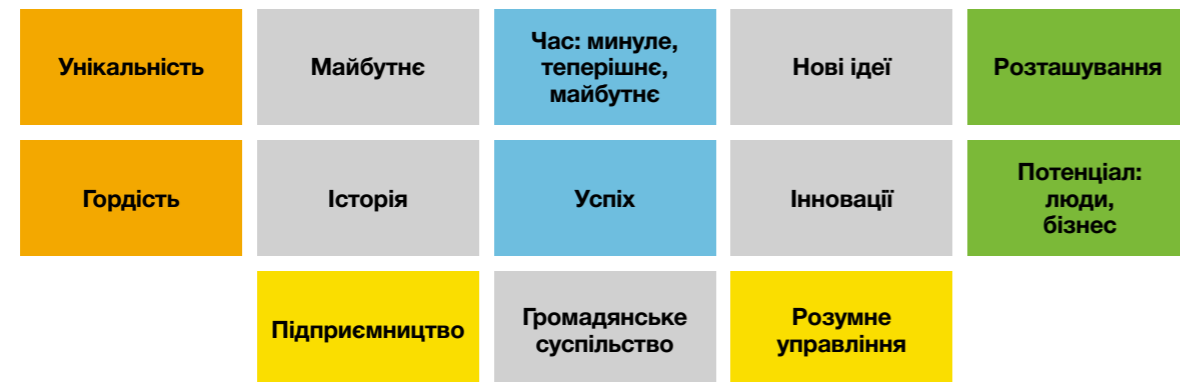 Унікальність
Майбутнє
Час: минуле,
теперішнє,
майбутнє
Нові ідеї
Розташування
Гордість
Історія
Успіх
Інновації
Потенціал:
люди,
бізнес
Підприємництво
Громадянське
суспільство
Розумне
управління